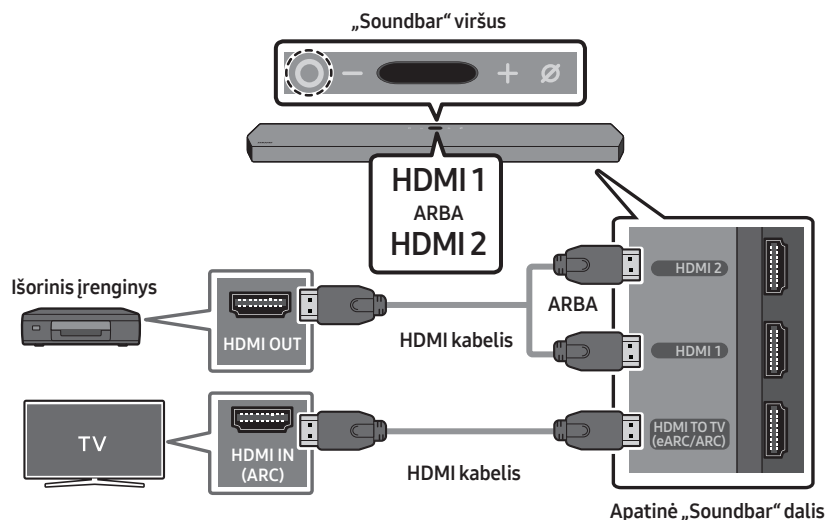 „Soundbar“ viršus
HDMI 1
ARBA
HDMI 2
Išorinis įrenginys
HDMI OUT
HDMI kabelis
ARBA
HDMI 2
HDMI 1
TV
HDMI IN
(ARC)
HDMI kabelis
HDMI TO TV
(eARC/ARC)
Apatinė „Soundbar“ dalis